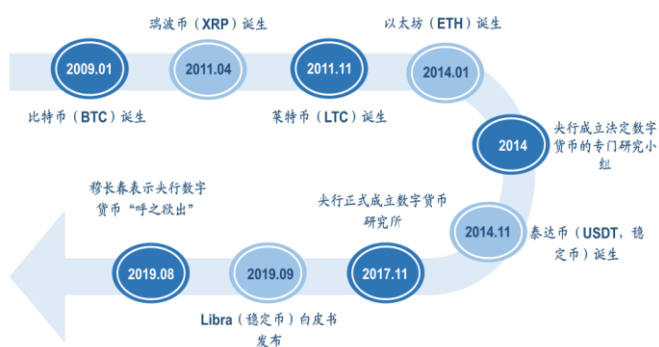 瑞波币（XRP）诞生
以太坊（ETH）诞生
2009.01
2011.04
2011.11
2014.01
比特币（BTC）诞生
莱特币（LTC）诞生
2014
央行成立法定数字
货币的专门研究小
组
2014.11
泰达币（USDT，稳
定币）诞生
央行正式成立数字货币
研究所
2017.11
2019.09
Libra（稳定币）白皮书
发布
穆长春表示央行数字
货币“呼之欲出”
2019.08